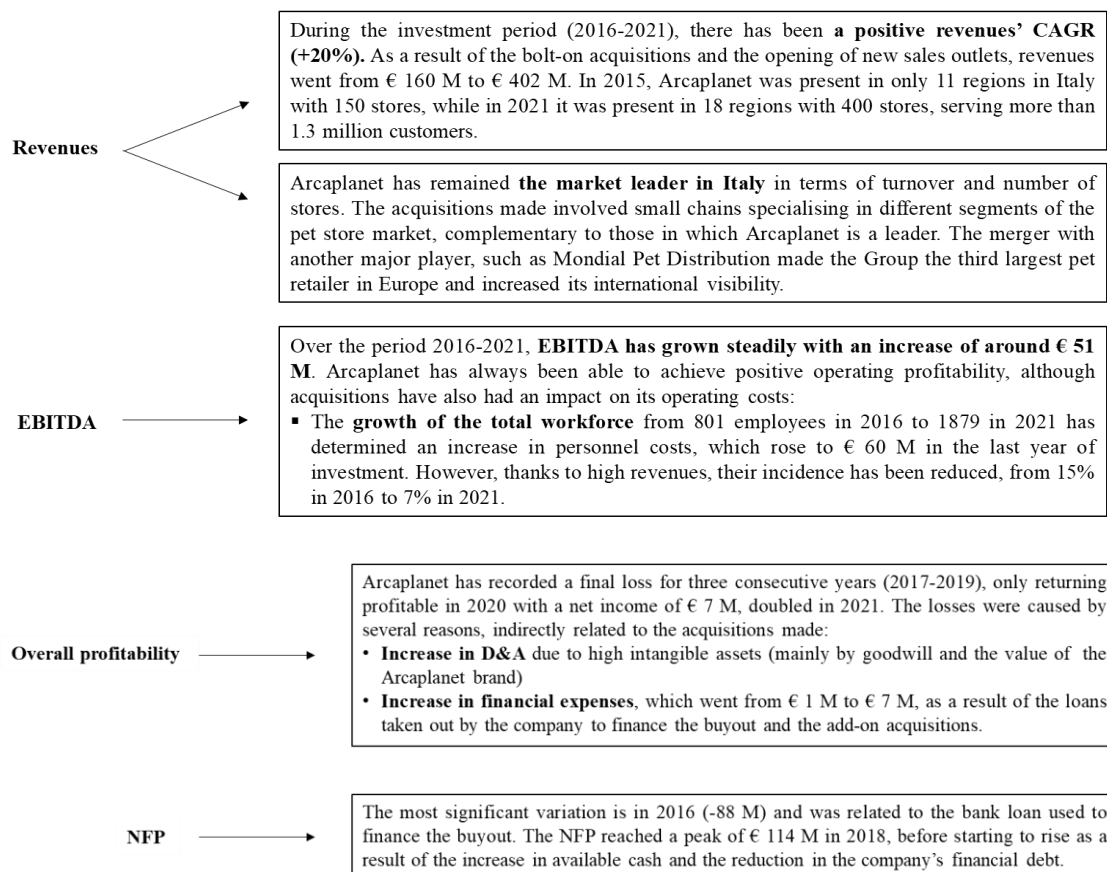 During the investment period (2016-2021), there has been a positive revenues' CAGR
(+20%). As a result of the bolt-on acquisitions and the opening of new sales outlets, revenues
went from € 160 M to € 402 M. In 2015, Arcaplanet was present in only 11 regions in Italy
with 150 stores, while in 2021 it was present in 18 regions with 400 stores, serving more than
1.3 million customers.
Revenues
Arcaplanet has remained the market leader in Italy in terms of turnover and number of
stores. The acquisitions made involved small chains specialising in different segments of the
pet store market, complementary to those in which Arcaplanet is a leader. The merger with
another major player, such as Mondial Pet Distribution made the Group the third largest pet
retailer in Europe and increased its international visibility.
Over the period 2016-2021, EBITDA has grown steadily with an increase of around € 51
M. Arcaplanet has always been able to achieve positive operating profitability, although
acquisitions have also had an impact on its operating costs:
EBITDA
▪ The growth of the total workforce from 801 employees in 2016 to 1879 in 2021 has
determined an increase in personnel costs, which rose to € 60 M in the last year of
investment. However, thanks to high revenues, their incidence has been reduced, from 15%
in 2016 to 7% in 2021.
Arcaplanet has recorded a final loss for three consecutive years (2017-2019), only returning
profitable in 2020 with a net income of € 7 M, doubled in 2021. The losses were caused by
several reasons, indirectly related to the acquisitions made:
Overall profitability
• Increase in D&A due to high intangible assets (mainly by goodwill and the value of the
Arcaplanet brand)
• Increase in financial expenses, which went from € 1 M to € 7 M, as a result of the loans
taken out by the company to finance the buyout and the add-on acquisitions.
The most significant variation is in 2016 (-88 M) and was related to the bank loan used to
NFP
finance the buyout. The NFP reached a peak of € 114 M in 2018, before starting to rise as a
result of the increase in available cash and the reduction in the company's financial debt.